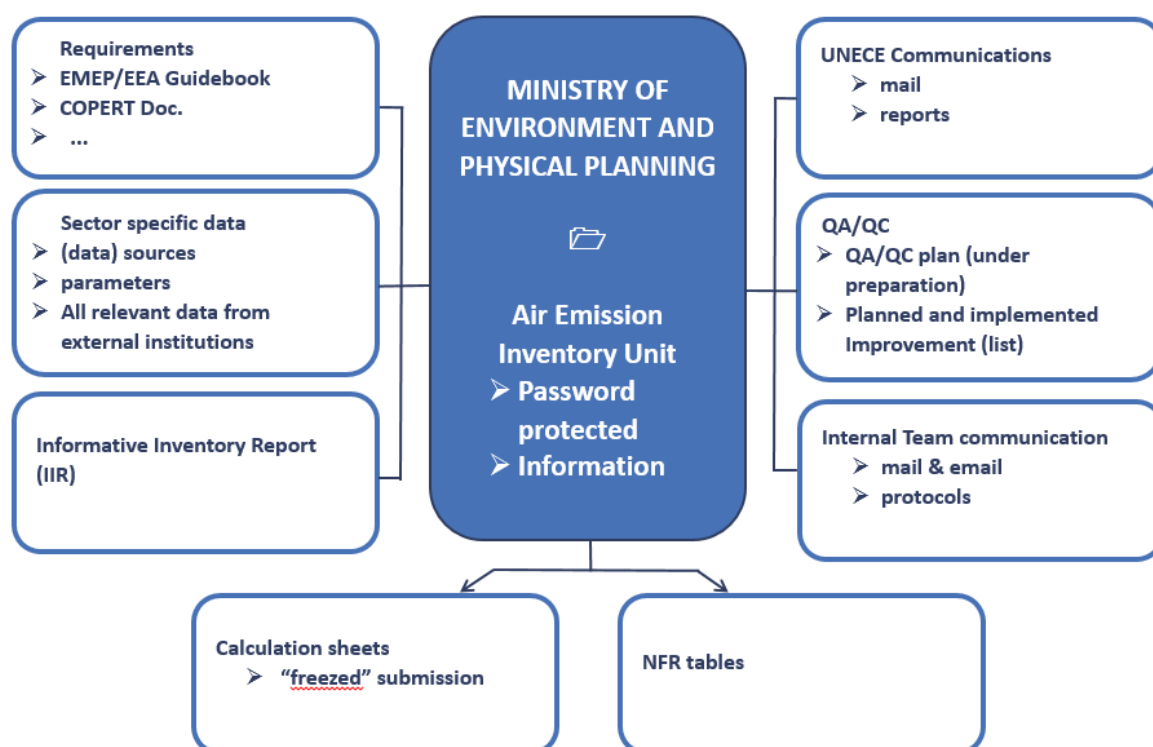 Requirements
➢ EMEP/EEA Guidebook
➢ COPERT Doc.
➢ ...
Sector specific data
➢ (data) sources
➢ parameters
➢ All relevant data from
external institutions
Informative Inventory Report
(IIR)
MINISTRY OF
ENVIRONMENT AND
PHYSICAL PLANNING
Air Emission
Inventory Unit
➢ Password
protected
➢ Information
UNECE Communications
➢ mail
➢ reports
QA/QC
➢ QA/QC plan (under
preparation)
➢ Planned and implemented
Improvement (list)
Internal Team communication
➢ mail & email
➢ protocols
Calculation sheets
➢ “freezed” submission
NFR tables